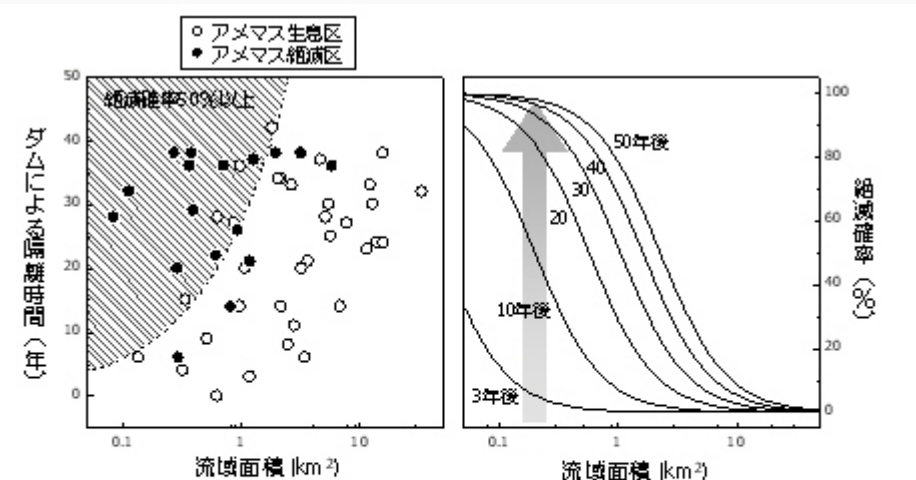 ○ アメマス生息区
● アメマス絶滅区
絶滅確率50%以上
ダムによる隔離時間（年）
50
40
30
20
10
0
0.1
1
10
流域面積 (km²)
50年後
40
30
20
10年後
3年後
絶滅確率（%）
100
80
60
40
20
0
0.1
1
10
流域面積 (km²)